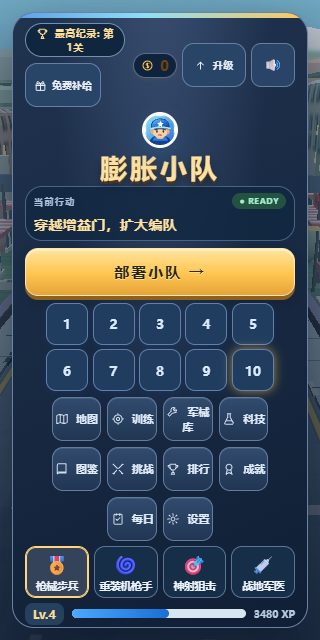 最高纪录: 第
1关
0
升级
免费补给
膨胀小队
当前行动
READY
穿越增益门，扩大编队
部署小队 →
1 2 3 4 5
6 7 8 9 10
地图 训练 军械库 科技
图鉴 挑战 排行 成就
每日 设置
枪械步兵 重装机枪手 神射狙击 战地军医
Lv.4 3480 XP